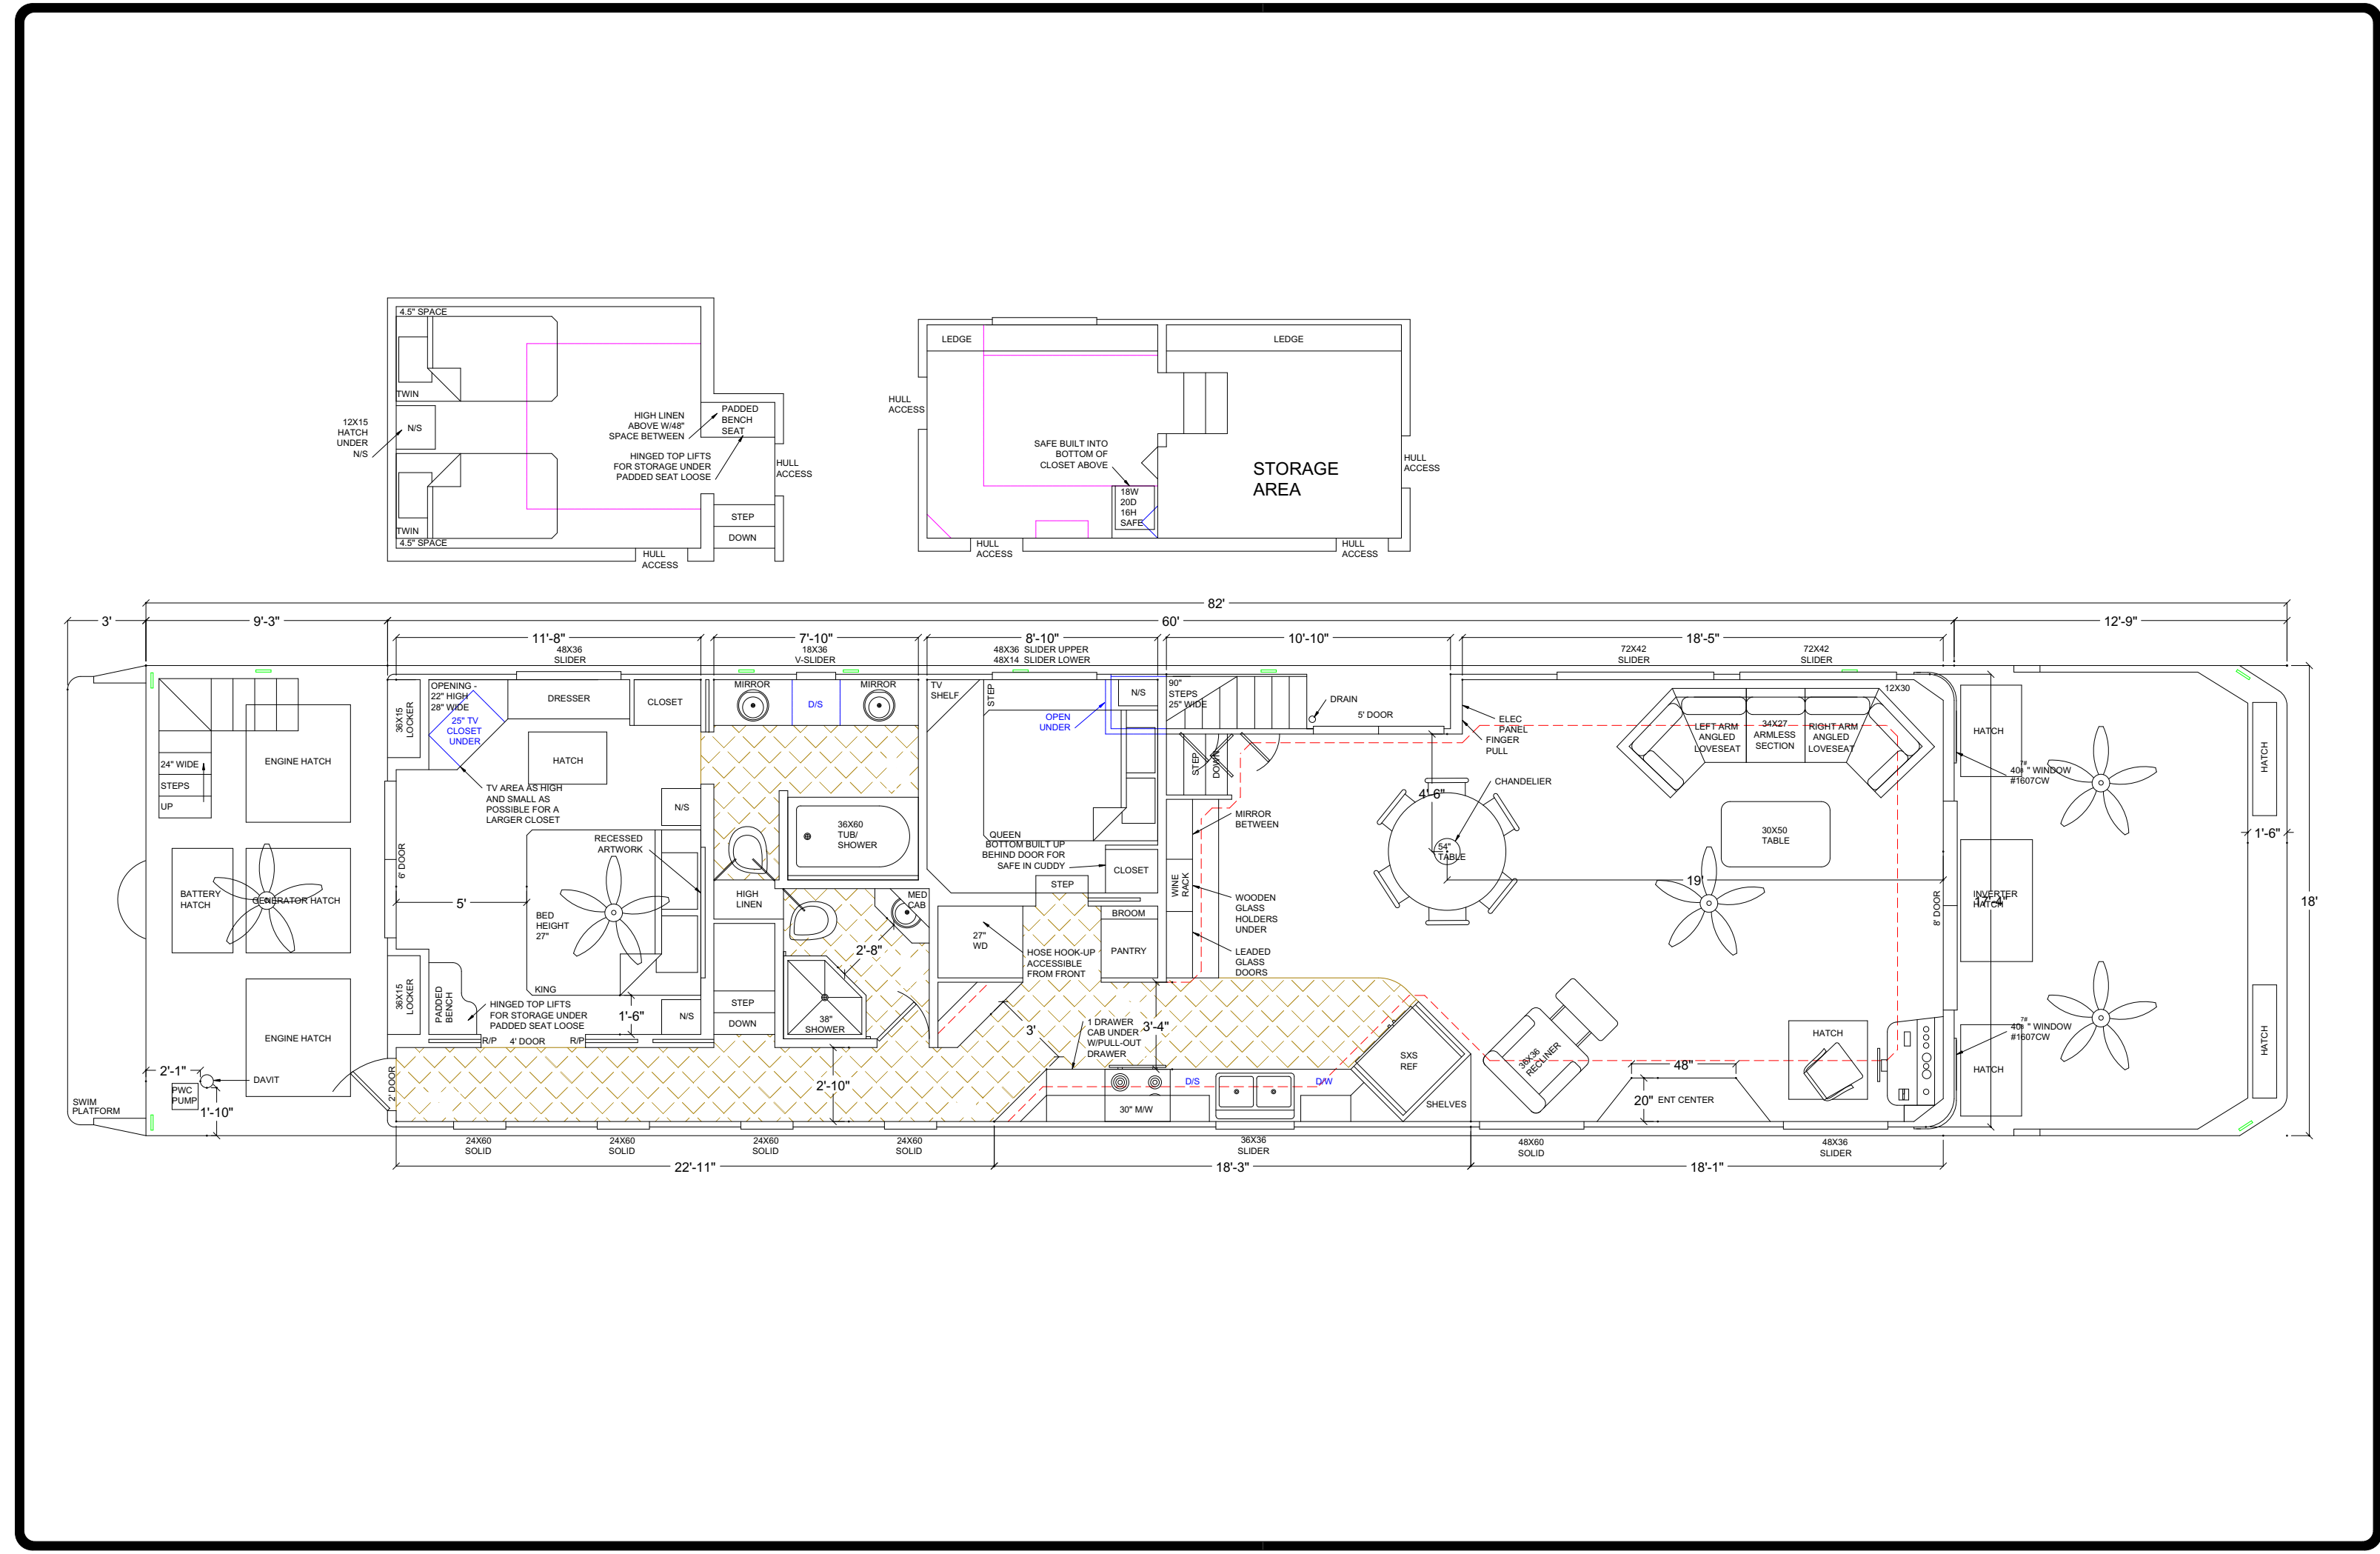 4.5" SPACE
TWIN
12X15
HATCH
UNDER
N/S
N/S
TWIN
4.5" SPACE
HIGH LINEN
ABOVE W/48"
SPACE BETWEEN
PADDED
BENCH
SEAT
HINGED TOP LIFTS
FOR STORAGE UNDER
PADDED SEAT LOOSE
HULL
ACCESS
STEP
DOWN
HULL
ACCESS
LEDGE
LEDGE
HULL
ACCESS
SAFE BUILT INTO
BOTTOM OF
CLOSET ABOVE
18W
20D
16H
SAFE
STORAGE
AREA
HULL
ACCESS
HULL
ACCESS
HULL
ACCESS
82'
3'
9'-3"
60'
12'-9"
11'-8"
7'-10"
8'-10"
10'-10"
18'-5"
48X36
SLIDER
18X36
V-SLIDER
48X36 SLIDER UPPER
48X14 SLIDER LOWER
72X42
SLIDER
72X42
SLIDER
24" WIDE
STEPS
UP
ENGINE HATCH
BATTERY
HATCH
GENERATOR HATCH
ENGINE HATCH
2'-1"
DAVIT
PWC
PUMP
1'-10"
SWIM
PLATFORM
36X15
LOCKER
OPENING -
22" HIGH
28" WIDE
25" TV
CLOSET
UNDER
DRESSER
CLOSET
HATCH
TV AREA AS HIGH
AND SMALL AS
POSSIBLE FOR A
LARGER CLOSET
N/S
RECESSED
ARTWORK
6' DOOR
5'
BED
HEIGHT
27"
KING
36X15
LOCKER
PADDED
BENCH
HINGED TOP LIFTS
FOR STORAGE UNDER
PADDED SEAT LOOSE
1'-6"
N/S
R/P
4' DOOR
R/P
2' DOOR
MIRROR
D/S
MIRROR
36X60
TUB/
SHOWER
HIGH
LINEN
MED
CAB
2'-8"
STEP
DOWN
38"
SHOWER
2'-10"
TV
SHELF
STEP
N/S
OPEN
UNDER
QUEEN
BOTTOM BUILT UP
BEHIND DOOR FOR
SAFE IN CUDDY
CLOSET
STEP
BROOM
27"
WD
PANTRY
HOSE HOOK-UP
ACCESSIBLE
FROM FRONT
90"
STEPS
25" WIDE
STEP
DOWN
DRAIN
5' DOOR
ELEC
PANEL
FINGER
PULL
MIRROR
BETWEEN
WINE
RACK
WOODEN
GLASS
HOLDERS
UNDER
LEADED
GLASS
DOORS
CHANDELIER
4'-6"
54"
TABLE
19'
3'
1 DRAWER
CAB UNDER
W/PULL-OUT
DRAWER
3'-4"
D/S
D/W
30" M/W
SXS
REF
SHELVES
36X36
RECLINER
48"
20"
ENT CENTER
HATCH
LEFT ARM
ANGLED
LOVESEAT
34X27
ARMLESS
SECTION
RIGHT ARM
ANGLED
LOVESEAT
12X30
30X50
TABLE
8' DOOR
HATCH
" WINDOW
#1607CW
INVERTER
HATCH
17'-4"
" WINDOW
#1607CW
HATCH
HATCH
1'-6"
18'
HATCH
24X60
SOLID
24X60
SOLID
24X60
SOLID
24X60
SOLID
36X36
SLIDER
48X60
SOLID
48X36
SLIDER
22'-11"
18'-3"
18'-1"